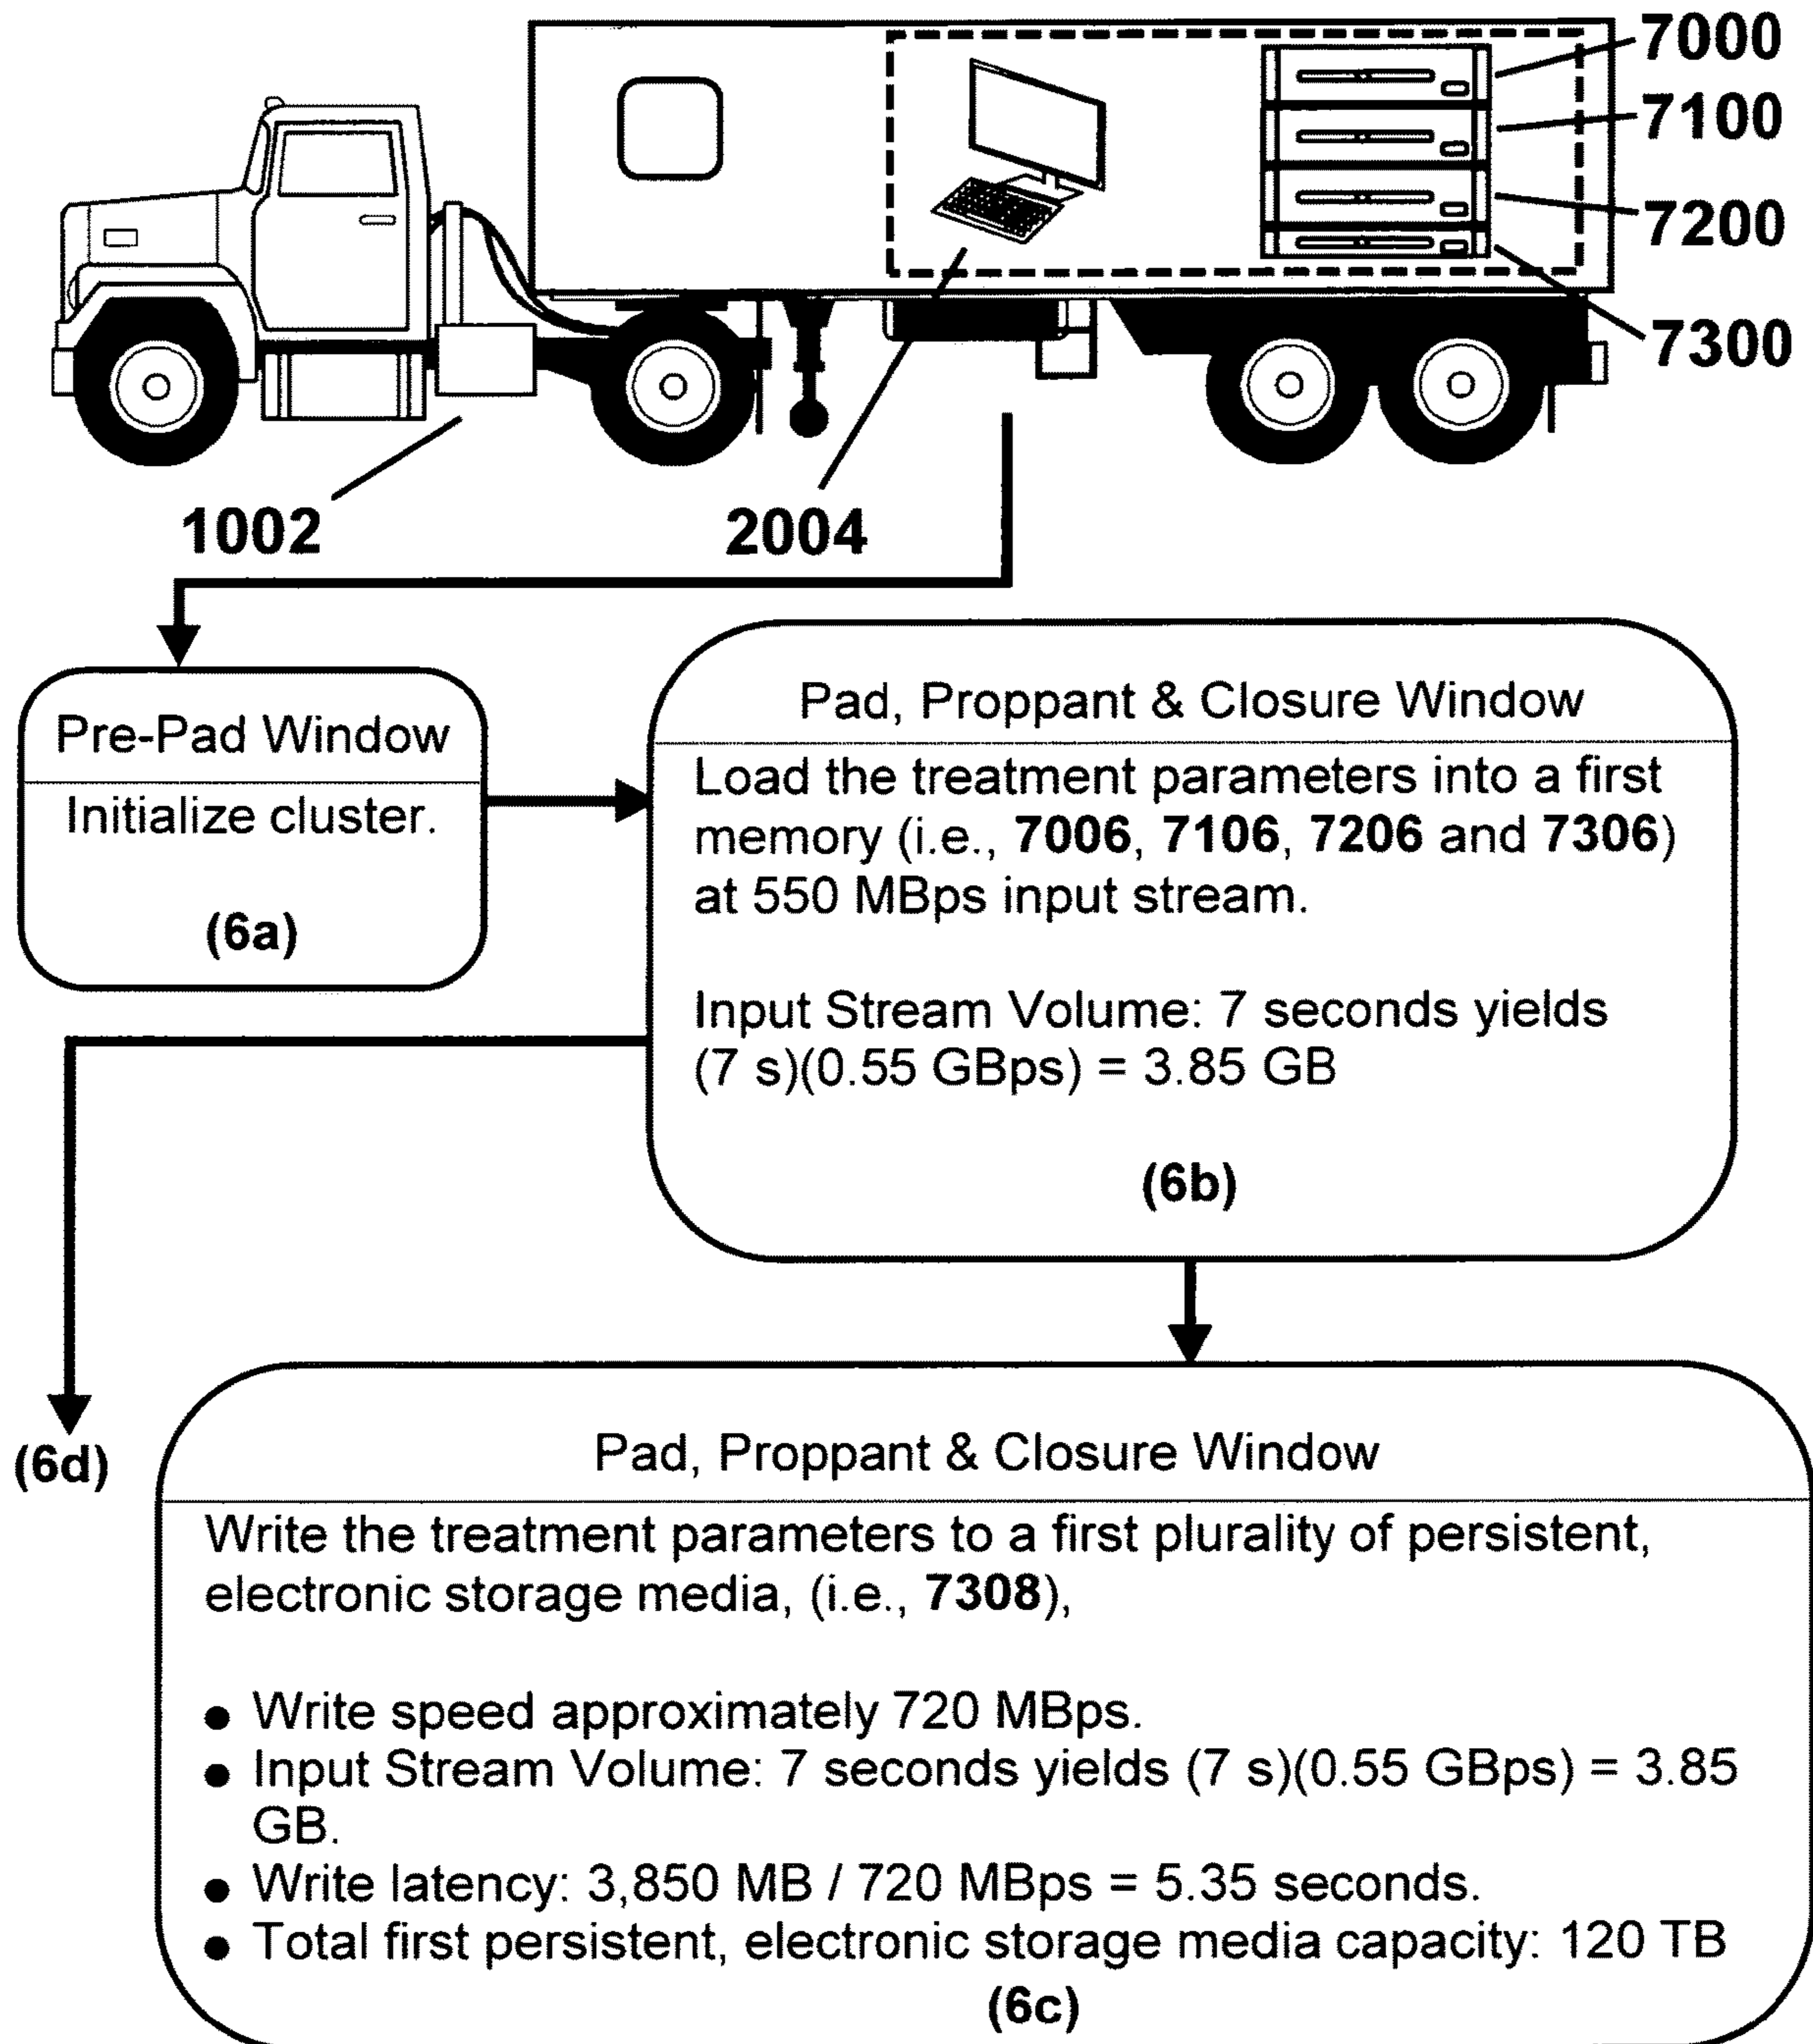 7000
7100
7200
7300
1002
2004
Pre-Pad Window
Initialize cluster.
(6a)
Pad, Proppant & Closure Window
Load the treatment parameters into a first
memory (i.e., 7006, 7106, 7206 and 7306)
at 550 MBps input stream.
Input Stream Volume: 7 seconds yields
(7 s)(0.55 GBps) = 3.85 GB
(6b)
(6d)
Pad, Proppant & Closure Window
Write the treatment parameters to a first plurality of persistent,
electronic storage media, (i.e., 7308),
● Write speed approximately 720 MBps.
● Input Stream Volume: 7 seconds yields (7 s)(0.55 GBps) = 3.85
GB.
● Write latency: 3,850 MB / 720 MBps = 5.35 seconds.
● Total first persistent, electronic storage media capacity: 120 TB
(6c)